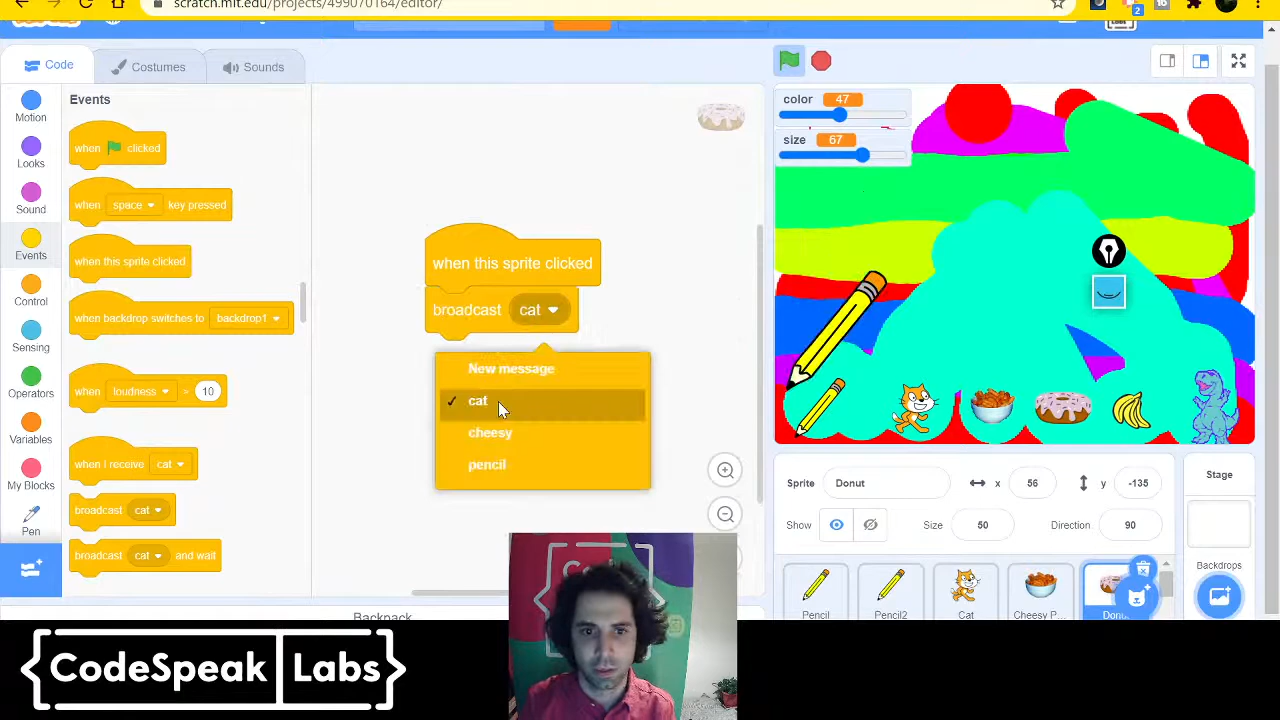 scratch.mit.edu/projects/499070164/editor/
Code
Costumes
Sounds
Motion
Looks
Sound
Events
Control
Sensing
Operators
Variables
My Blocks
Pen
Events
when clicked
when space key pressed
when this sprite clicked
when backdrop switches to backdrop1
when loudness > 10
when I receive cat
broadcast cat
broadcast cat and wait
when this sprite clicked
broadcast cat
New message
✓ cat
cheesy
pencil
Backpack
color 47
size 67
Sprite Donut x 56 y -135
Show Size 50 Direction 90
Pencil
Pencil2
Cat
Cheesy P...
Stage
Backdrops
2
{CodeSpeak|Labs}